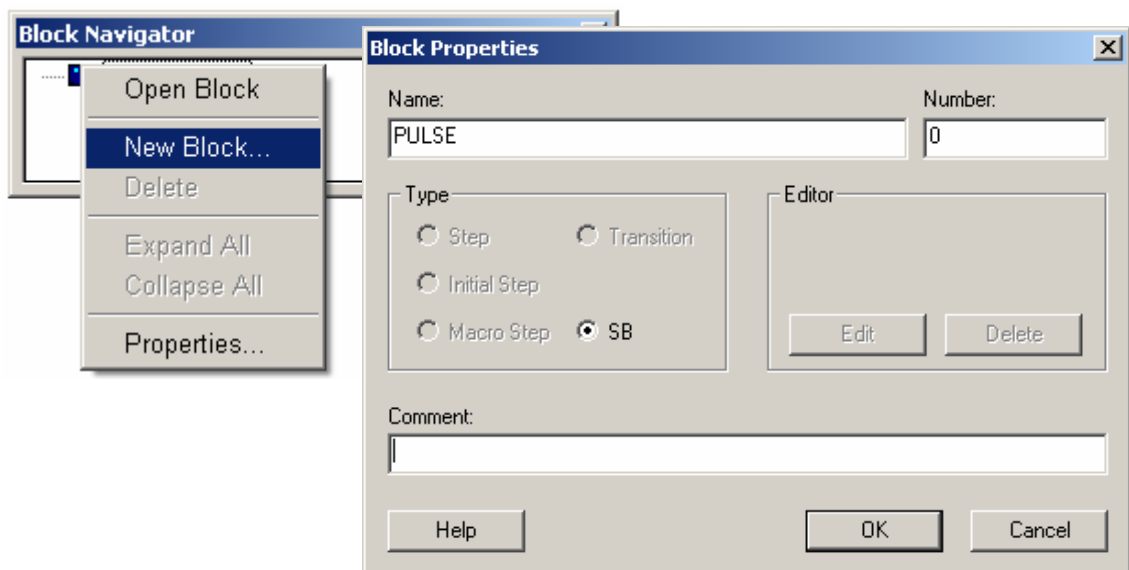 Block Navigator
Open Block
New Block...
Delete
Expand All
Collapse All
Properties...
Block Properties
Name:
Number:
PULSE
0
Type
Editor
Step
Transition
Initial Step
Macro Step
SB
Edit
Delete
Comment:
Help
OK
Cancel